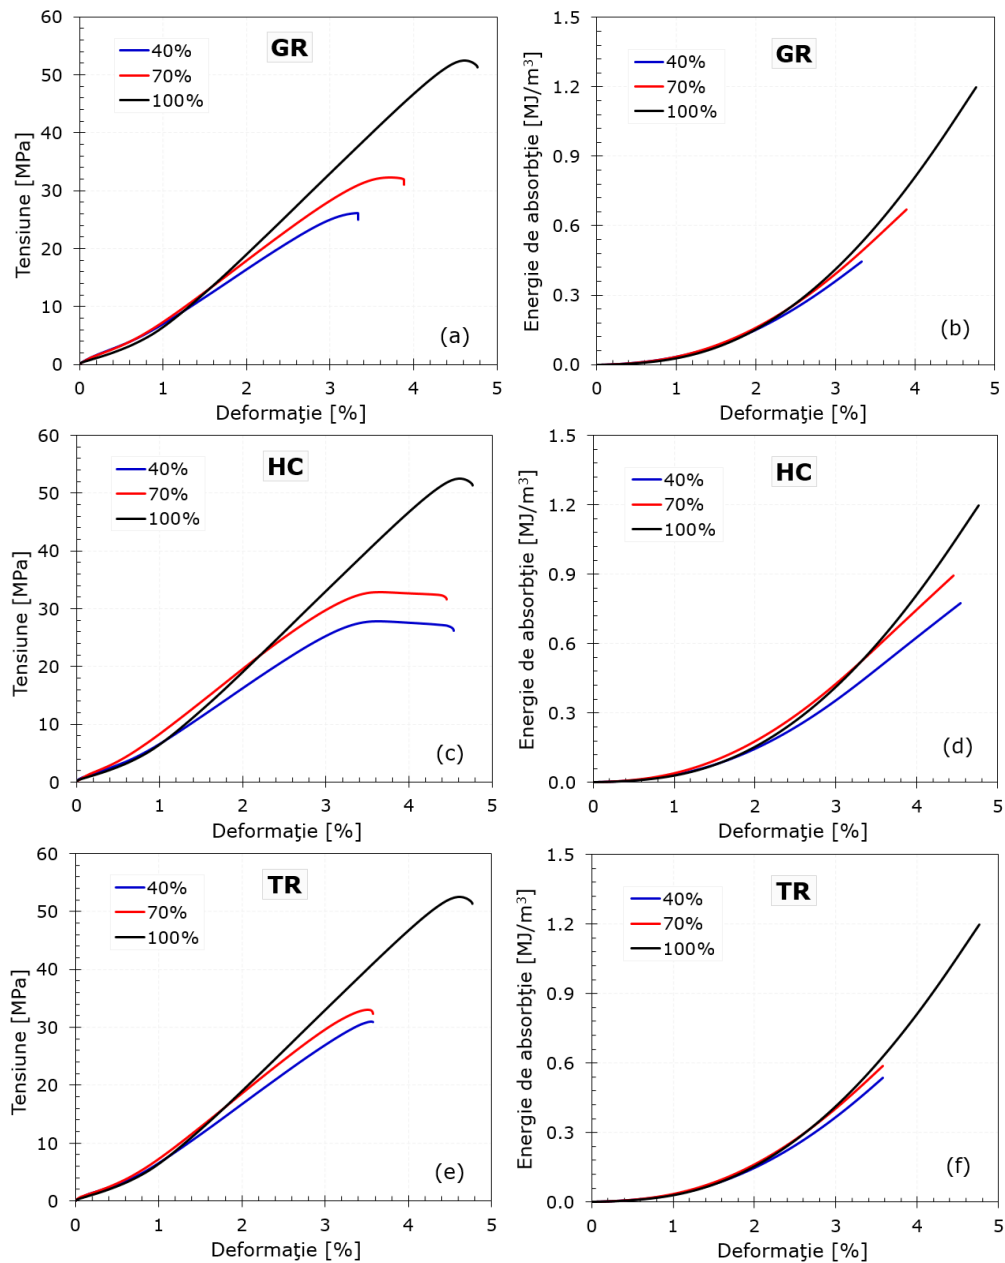 GR
40%
70%
100%
Tensiune [MPa]
60
50
40
30
20
10
0
0 1 2 3 4 5
Deformaţie [%]
(a)
GR
40%
70%
100%
Energie de absorbţie [MJ/m³]
1.5
1.2
0.9
0.6
0.3
0.0
0 1 2 3 4 5
Deformaţie [%]
(b)
HC
40%
70%
100%
Tensiune [MPa]
60
50
40
30
20
10
0
0 1 2 3 4 5
Deformaţie [%]
(c)
HC
40%
70%
100%
Energie de absorbţie [MJ/m³]
1.5
1.2
0.9
0.6
0.3
0.0
0 1 2 3 4 5
Deformaţie [%]
(d)
TR
40%
70%
100%
Tensiune [MPa]
60
50
40
30
20
10
0
0 1 2 3 4 5
Deformaţie [%]
(e)
TR
40%
70%
100%
Energie de absorbţie [MJ/m³]
1.5
1.2
0.9
0.6
0.3
0.0
0 1 2 3 4 5
Deformaţie [%]
(f)